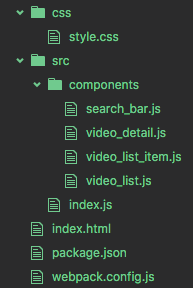 css
style.css
src
components
search_bar.js
video_detail.js
video_list_item.js
video_list.js
index.js
index.html
package.json
webpack.config.js